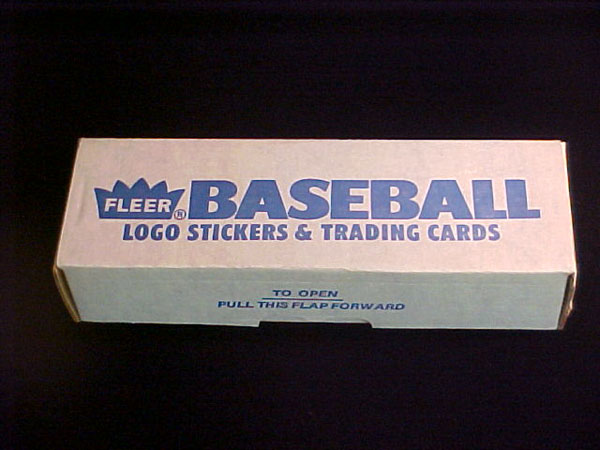 FLEER® BASEBALL
LOGO STICKERS & TRADING CARDS
TO OPEN
PULL THIS FLAP FORWARD